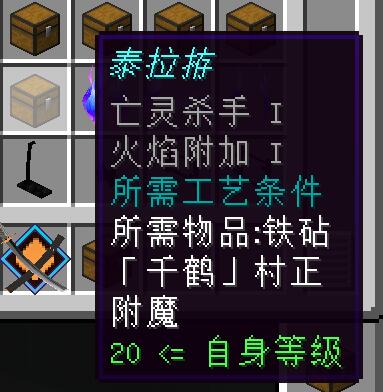 泰拉拵
亡灵杀手 I
火焰附加 I
所需工艺条件
所需物品:铁砧
「千鹤」村正
附魔
20 <= 自身等级